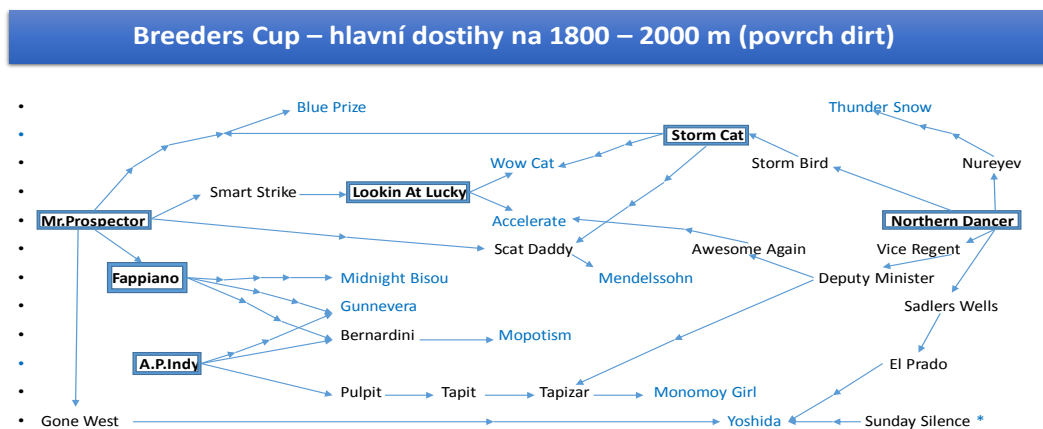 Breeders Cup – hlavní dostihy na 1800 – 2000 m (povrch dirt)
• Blue Prize Thunder Snow
• Storm Cat
• Wow Cat Storm Bird Nureyev
• Smart Strike Lookin At Lucky
• Mr.Prospector Accelerate Northern Dancer
• Scat Daddy Awesome Again Vice Regent
• Fappiano Midnight Bisou Mendelssohn Deputy Minister
• Gunnevera Sadlers Wells
• Bernardini Mopotism
• A.P.Indy El Prado
• Pulpit Tapit Tapizar Monomoy Girl
• Gone West Yoshida Sunday Silence *